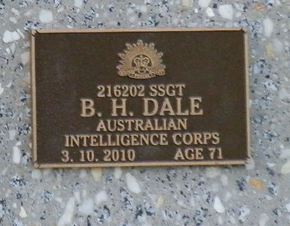 216202 SSGT
B. H. DALE
AUSTRALIAN
INTELLIGENCE CORPS
3. 10. 2010 AGE 71